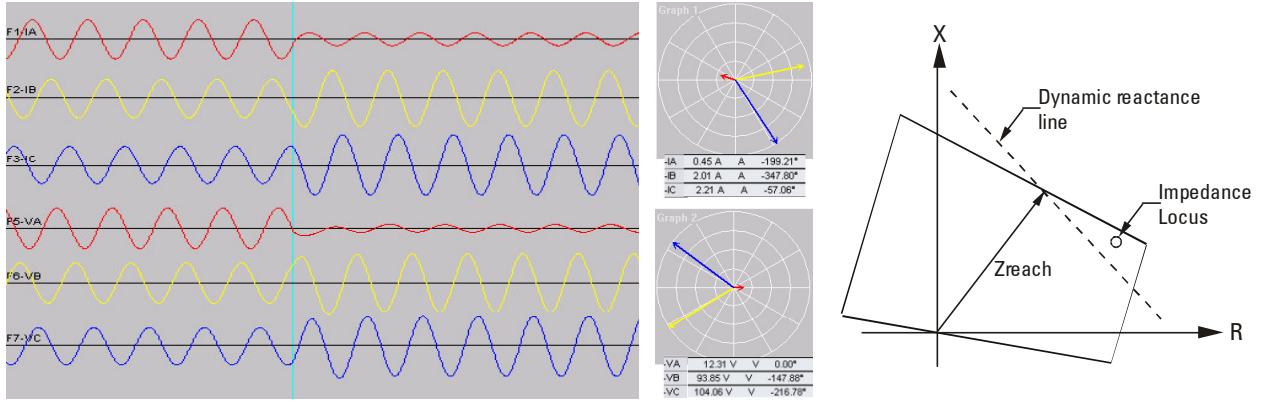 F1-IA
F2-IB
F3-IC
F5-VA
F6-VB
F7-VC
Graph 1
-IA 0.45 A A -199.21°
-IB 2.01 A A -347.80°
-IC 2.21 A A -57.06°
Graph 2
-VA 12.31 V V 0.00°
-VB 93.85 V V -147.88°
-VC 104.06 V V -216.78°
X
Dynamic reactance
line
Impedance
Locus
Zreach
R